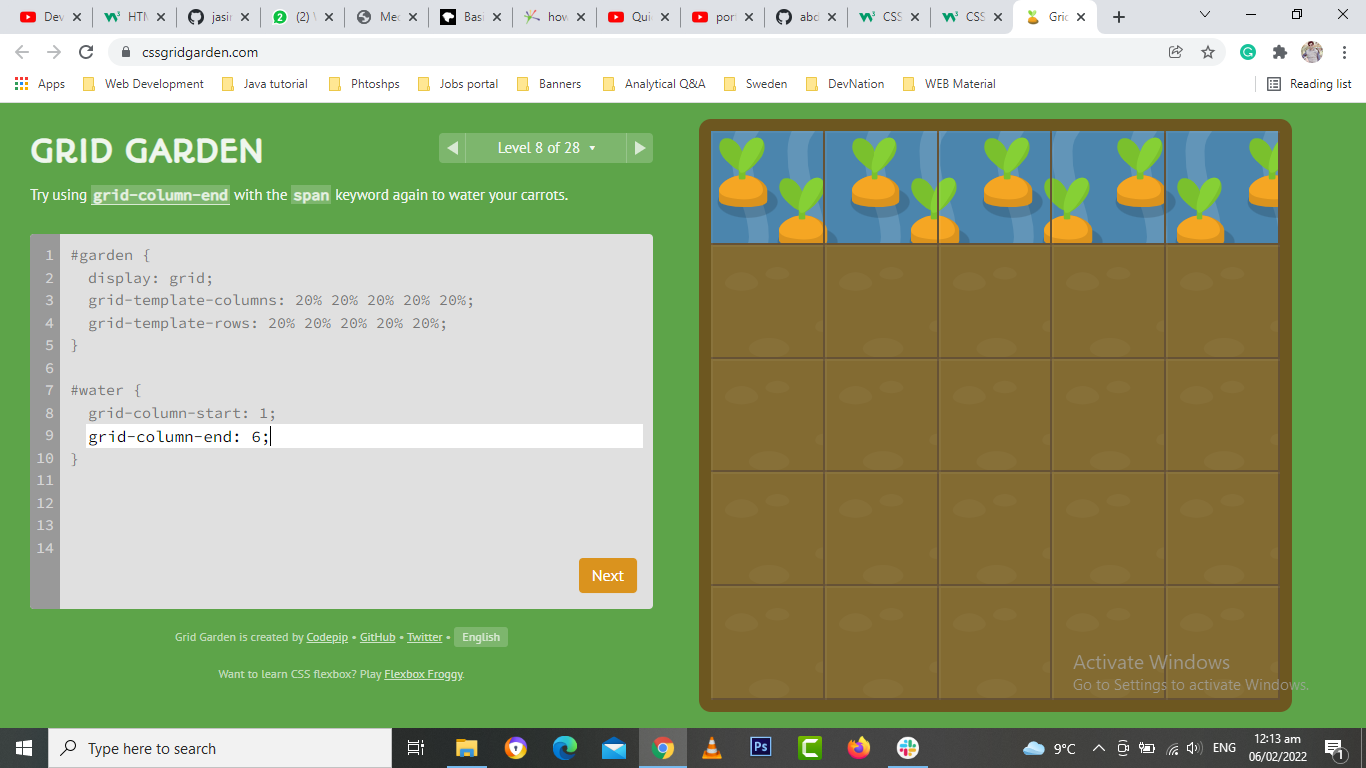 Dev
HTM
jasir
(2) V
Mec
Basi
how
Quic
port
abd
CSS
CSS
Gric
cssgridgarden.com
Apps
Web Development
Java tutorial
Phtoshps
Jobs portal
Banners
Analytical Q&A
Sweden
DevNation
WEB Material
Reading list
GRID GARDEN
Level 8 of 28
Try using grid-column-end with the span keyword again to water your carrots.
1 #garden {
2 display: grid;
3 grid-template-columns: 20% 20% 20% 20% 20%;
4 grid-template-rows: 20% 20% 20% 20% 20%;
5 }
6
7 #water {
8 grid-column-start: 1;
9 grid-column-end: 6;
10 }
11
12
13
14
Next
Grid Garden is created by Codepip • GitHub • Twitter • English
Want to learn CSS flexbox? Play Flexbox Froggy.
Activate Windows
Go to Settings to activate Windows.
Type here to search
Ps
9°C
ENG
12:13 am
06/02/2022
1